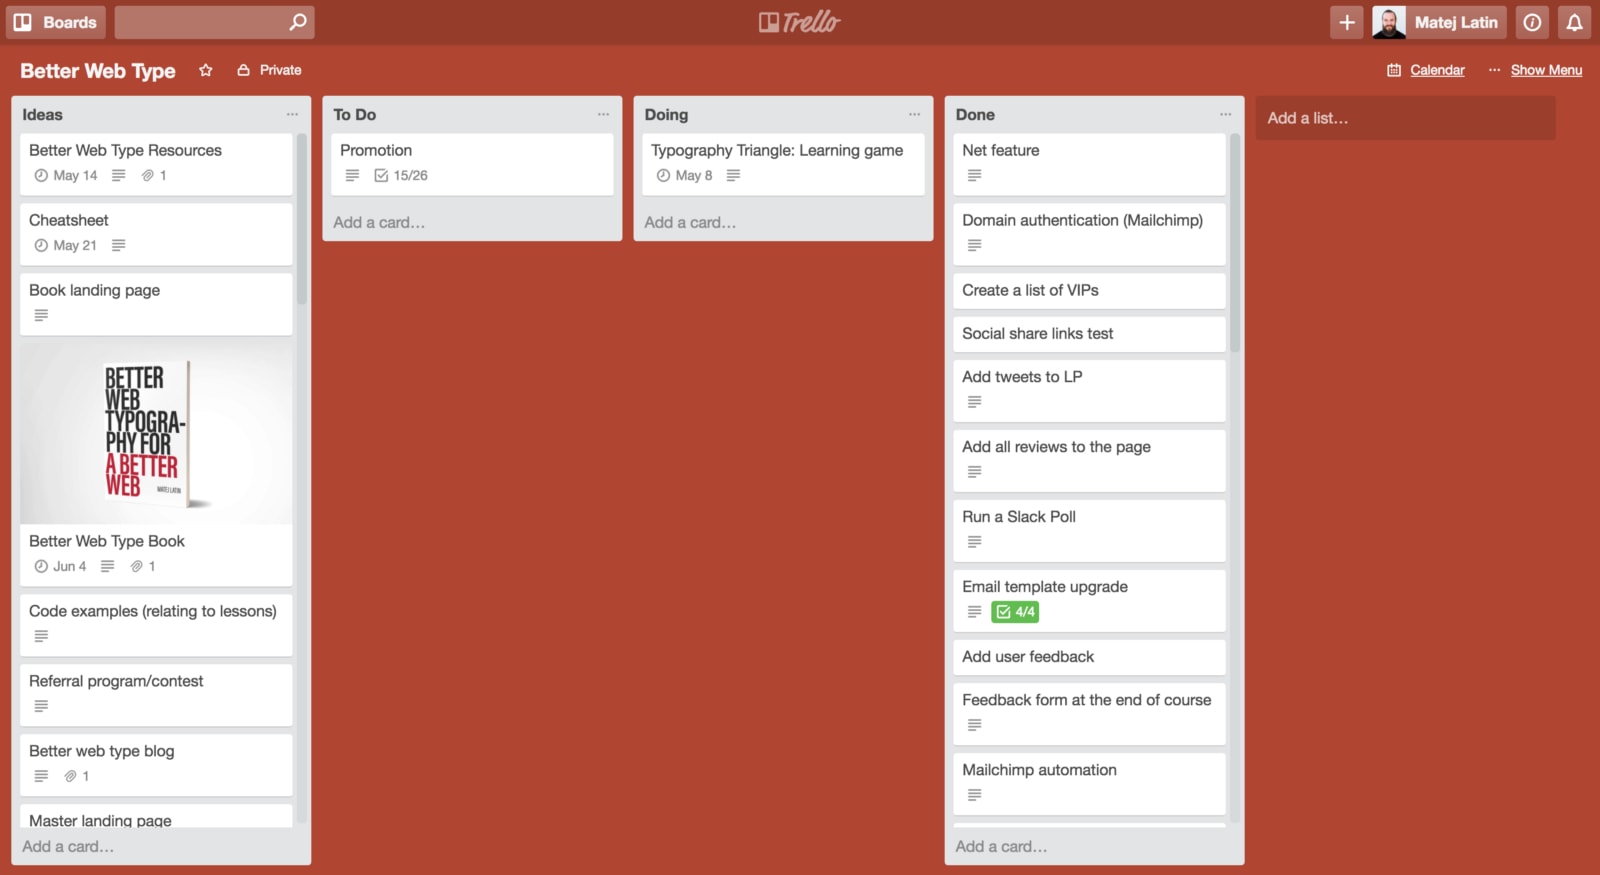 Boards
Trello
Matej Latin
Better Web Type
Private
Calendar
Show Menu
Ideas
Better Web Type Resources
May 14
1
Cheatsheet
May 21
Book landing page
BETTER
WEB
TYPOGRA-
PHY FOR
A BETTER
WEB
MATEJ LATIN
Better Web Type Book
Jun 4
1
Code examples (relating to lessons)
Referral program/contest
Better web type blog
1
Master landing page
Add a card...
To Do
Promotion
15/26
Add a card...
Doing
Typography Triangle: Learning game
May 8
Add a card...
Done
Net feature
Domain authentication (Mailchimp)
Create a list of VIPs
Social share links test
Add tweets to LP
Add all reviews to the page
Run a Slack Poll
Email template upgrade
4/4
Add user feedback
Feedback form at the end of course
Mailchimp automation
Add a card...
Add a list...